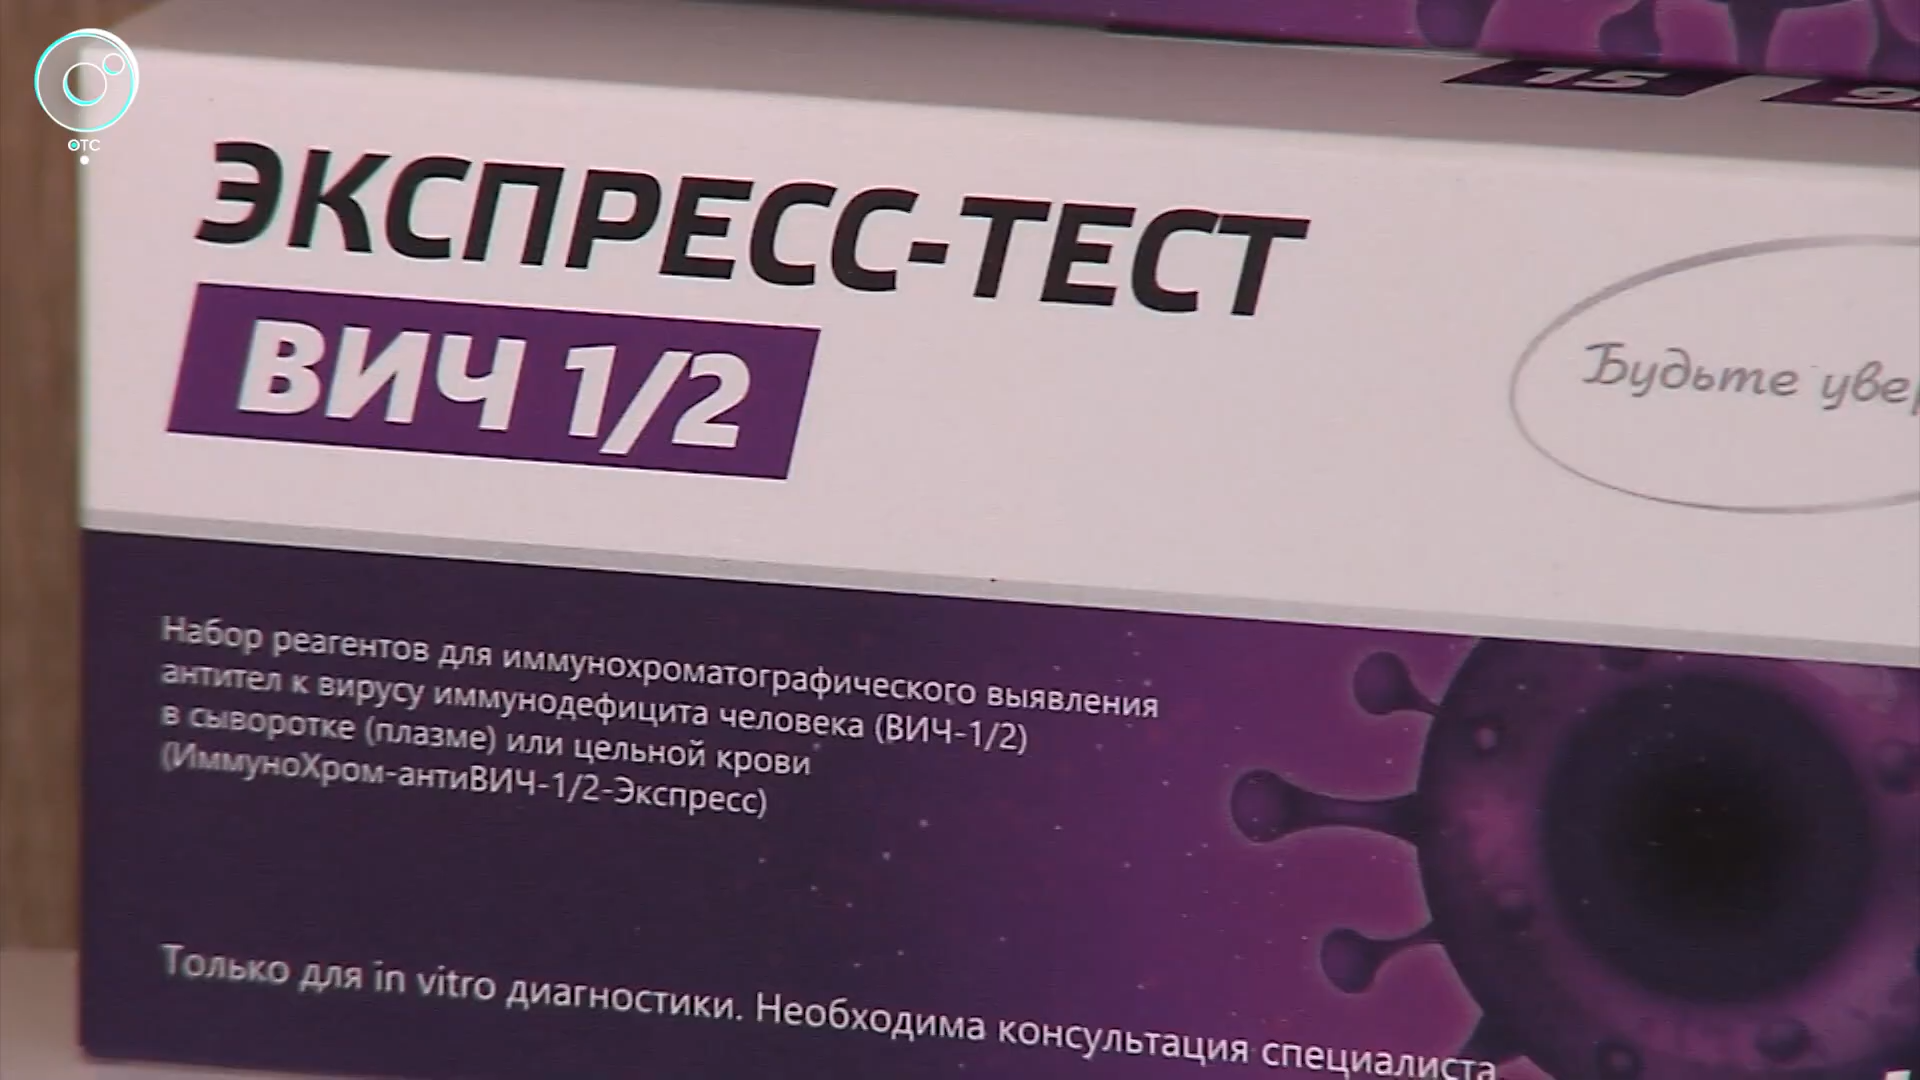 ОТС
15
ЭКСПРЕСС-ТЕСТ
ВИЧ 1/2
Будьте
Набор реагентов для иммунохроматографического выявления
антител к вирусу иммунодефицита человека (ВИЧ-1/2)
в сыворотке (плазме) или цельной крови
(ИммуноХром-антиВИЧ-1/2-Экспресс)
Только для in vitro диагностики. Необходима консультация специалиста.